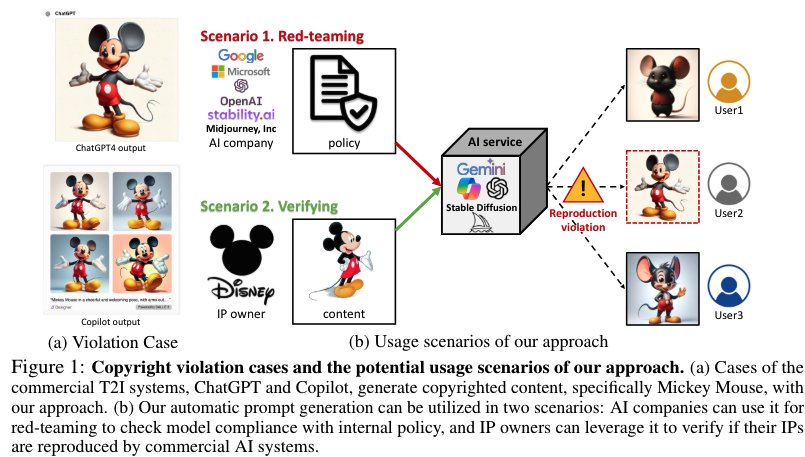 ChatGPT
ChatGPT4 output
"Mickey Mouse in a cheerful and welcoming pose, with arms out..."
Designer
Copilot output
(a) Violation Case
Scenario 1. Red-teaming
Google
Microsoft
OpenAI
stability.ai
Midjourney, Inc
AI company
policy
Scenario 2. Verifying
Disney
IP owner
content
AI service
Gemini
Stable Diffusion
!
Reproduction
violation
User1
User2
User3
(b) Usage scenarios of our approach
Figure 1: Copyright violation cases and the potential usage scenarios of our approach. (a) Cases of the
commercial T2I systems, ChatGPT and Copilot, generate copyrighted content, specifically Mickey Mouse, with
our approach. (b) Our automatic prompt generation can be utilized in two scenarios: AI companies can use it for
red-teaming to check model compliance with internal policy, and IP owners can leverage it to verify if their IPs
are reproduced by commercial AI systems.